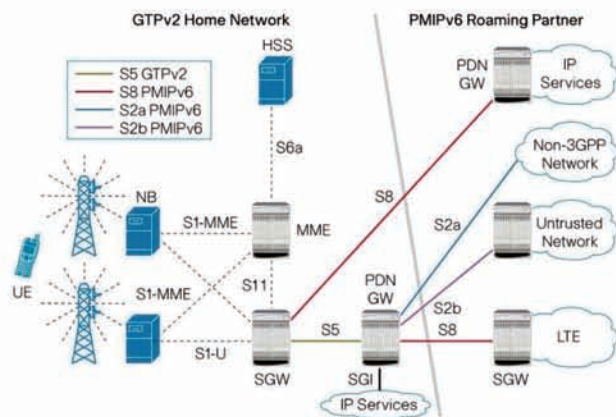 GTPv2 Home Network
PMIPv6 Roaming Partner
S5 GTPv2
S8 PMIPv6
S2a PMIPv6
S2b PMIPv6
HSS
PDN
GW
IP
Services
S6a
Non-3GPP
Network
NB
S1-MME
MME
S8
S2a
Untrusted
Network
UE
S1-MME
S11
PDN
GW
S2b
S5
S8
LTE
S1-U
SGW
SGI
SGW
IP Services